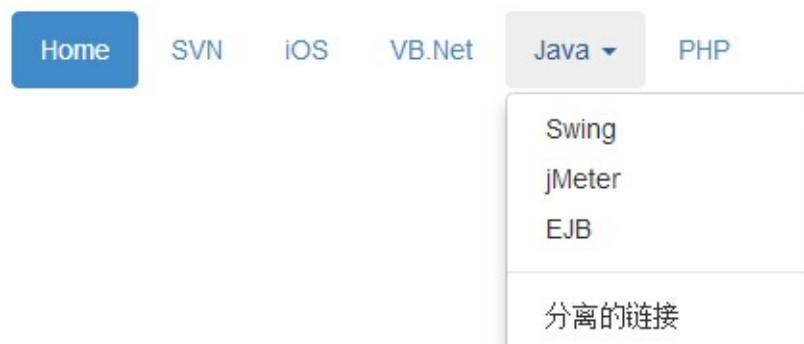 Home SVN iOS VB.Net Java PHP
Swing
jMeter
EJB
分离的链接